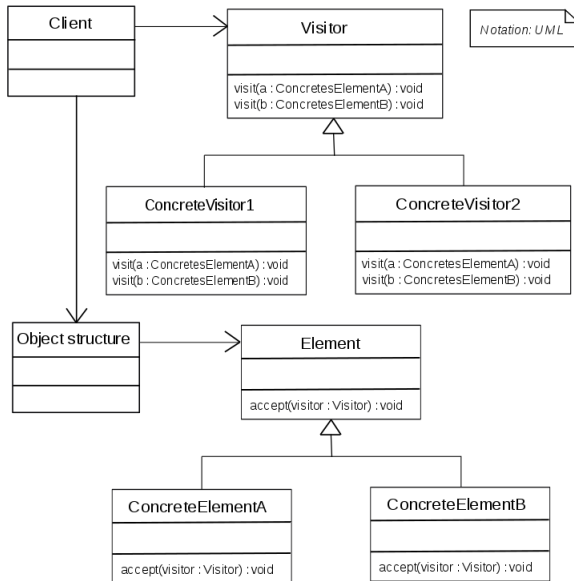 Client
Visitor
Notation: UML
visit(a : ConcretesElementA) : void
visit(b : ConcretesElementB) : void
ConcreteVisitor1
ConcreteVisitor2
visit(a : ConcretesElementA) : void
visit(b : ConcretesElementB) : void
visit(a : ConcretesElementA) : void
visit(b : ConcretesElementB) : void
Object structure
Element
accept(visitor : Visitor) : void
ConcreteElementA
ConcreteElementB
accept(visitor : Visitor) : void
accept(visitor : Visitor) : void